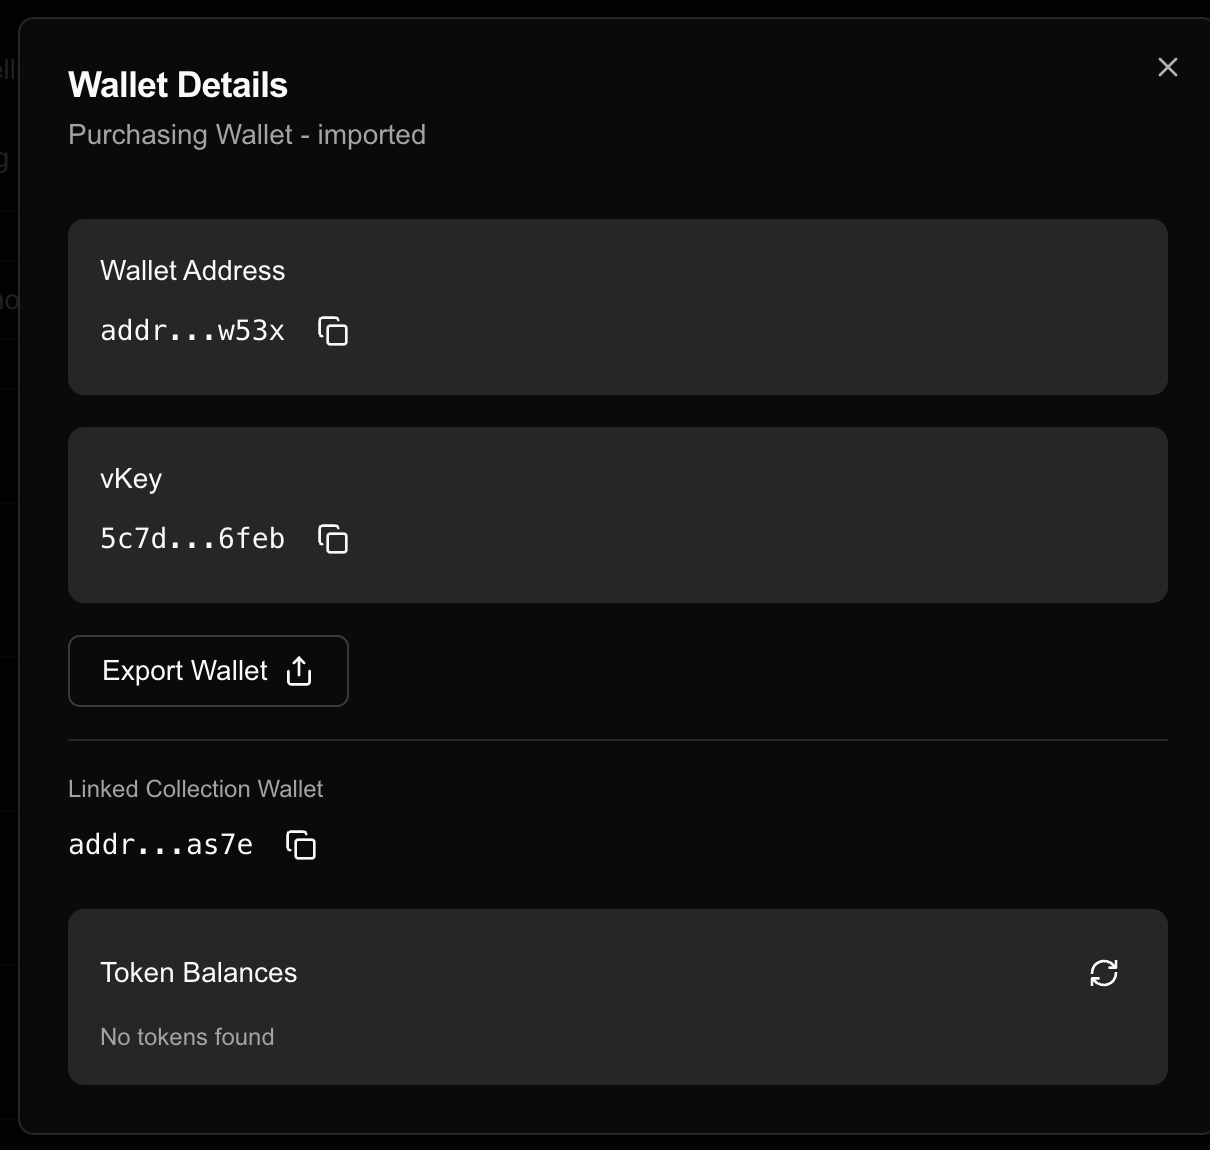 Wallet Details
Purchasing Wallet - imported
Wallet Address
addr...w53x
vKey
5c7d...6feb
Export Wallet
Linked Collection Wallet
addr...as7e
Token Balances
No tokens found